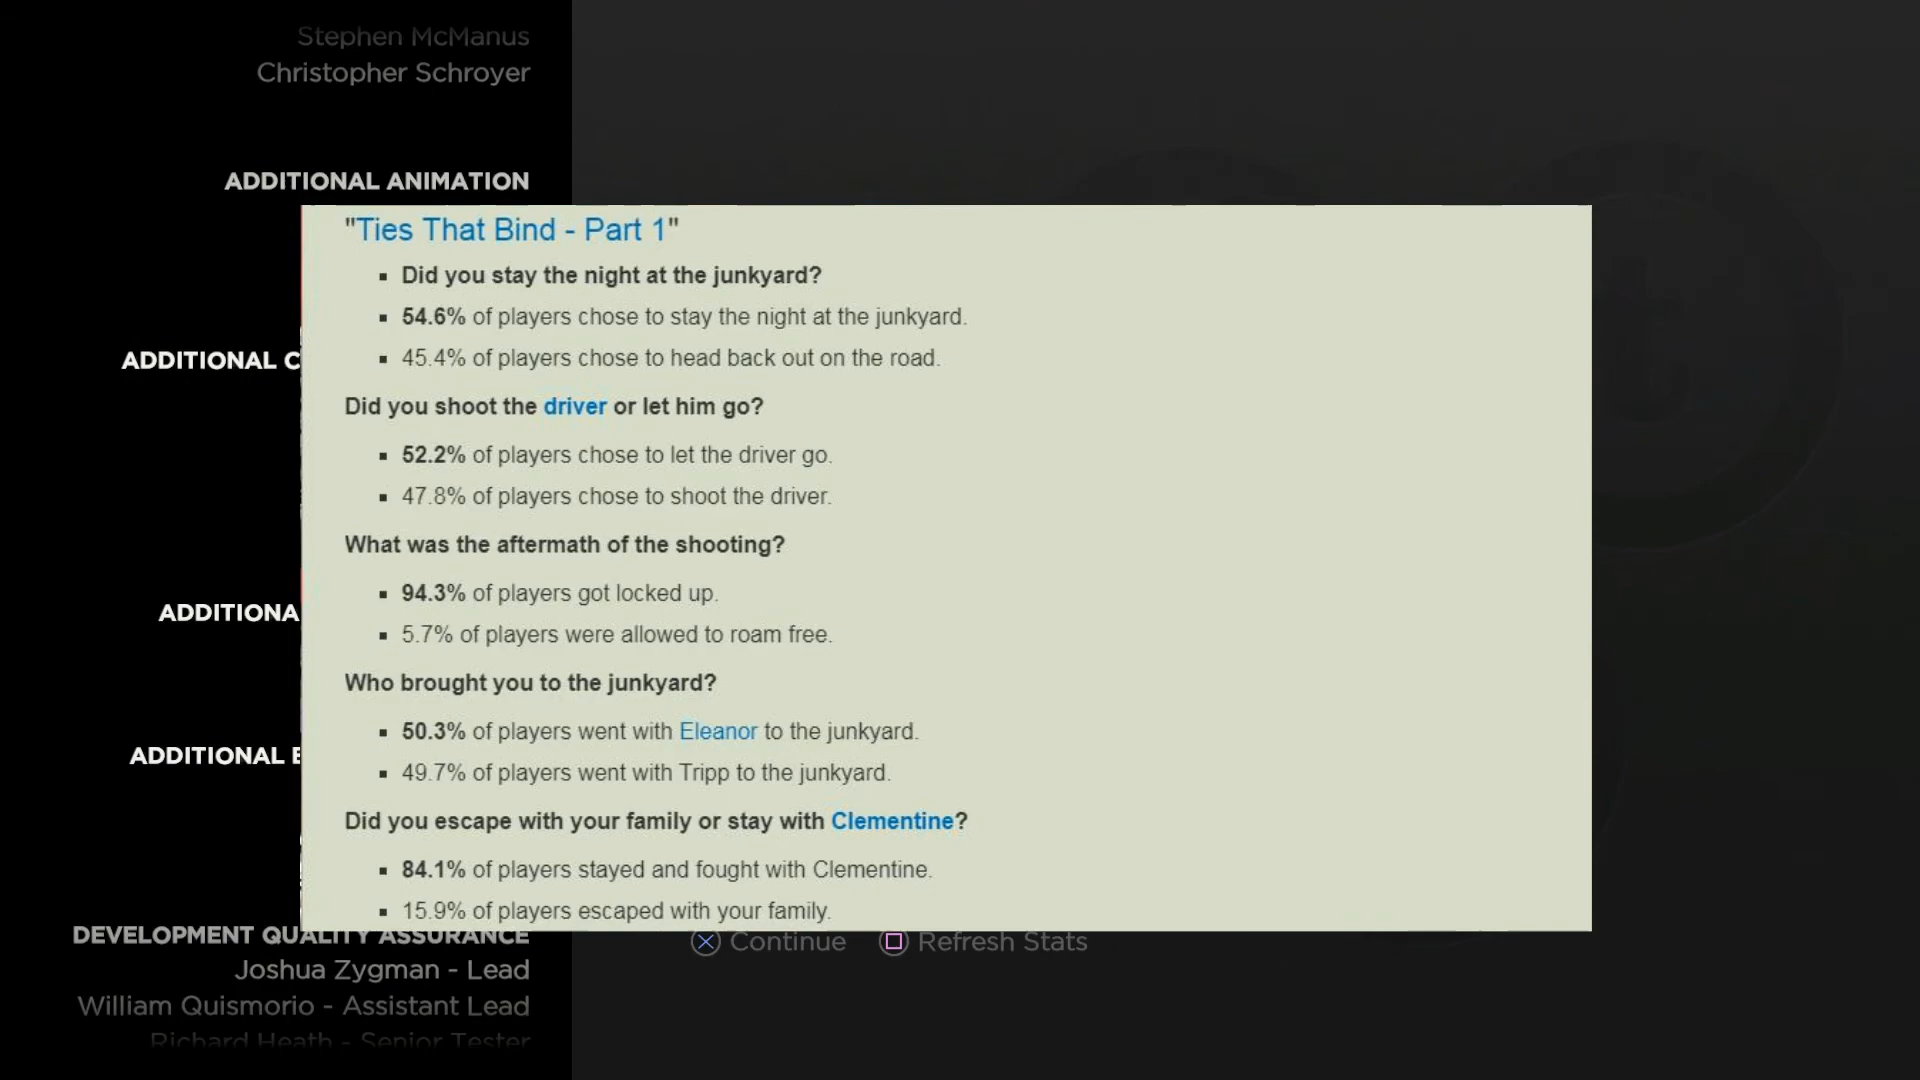 Stephen McManus
Christopher Schroyer
ADDITIONAL ANIMATION
"Ties That Bind - Part 1"
Did you stay the night at the junkyard?
54.6% of players chose to stay the night at the junkyard.
ADDITIONAL C
45.4% of players chose to head back out on the road.
Did you shoot the driver or let him go?
52.2% of players chose to let the driver go.
47.8% of players chose to shoot the driver.
What was the aftermath of the shooting?
94.3% of players got locked up.
ADDITIONA
5.7% of players were allowed to roam free.
Who brought you to the junkyard?
50.3% of players went with Eleanor to the junkyard.
ADDITIONAL E
49.7% of players went with Tripp to the junkyard.
Did you escape with your family or stay with Clementine?
84.1% of players stayed and fought with Clementine.
15.9% of players escaped with your family.
DEVELOPMENT QUALITY ASSURANCE
Continue Refresh Stats
Joshua Zygman - Lead
William Quismorio - Assistant Lead
Richard Heath - Senior Tester